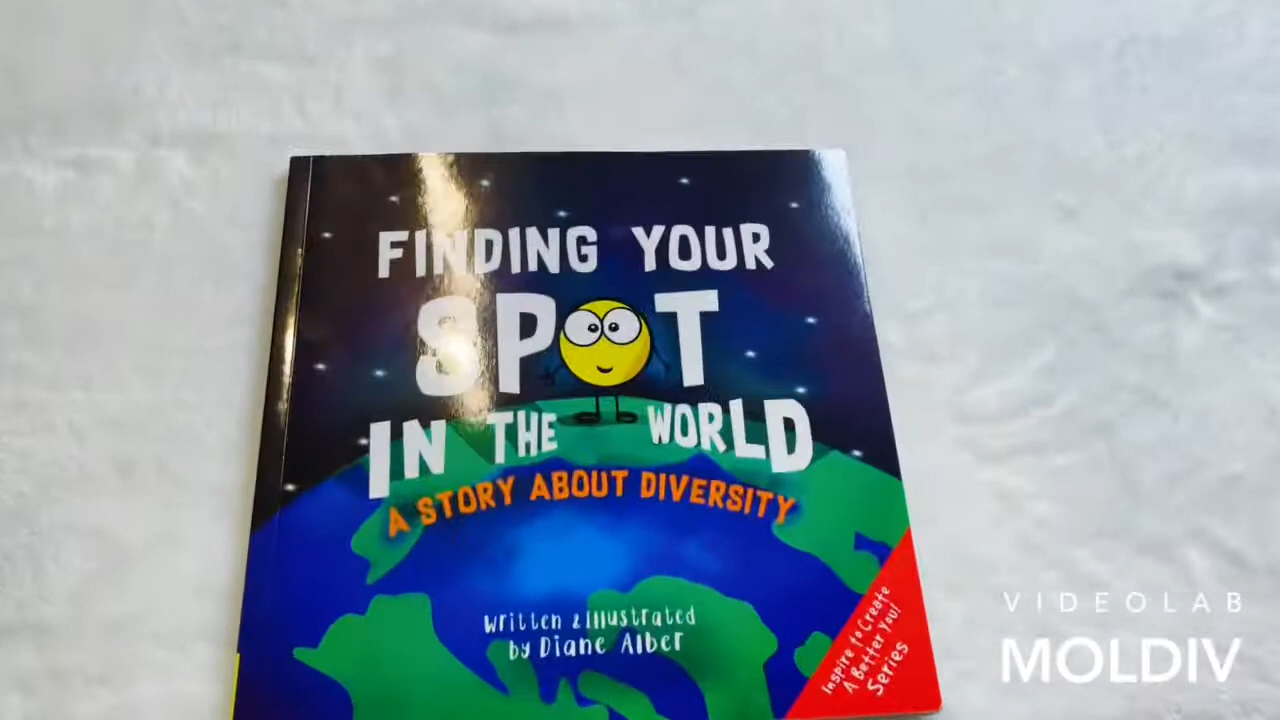 FINDING YOUR
SPOT
IN THE WORLD
A STORY ABOUT DIVERSITY
Written & Illustrated
by Diane Alber
Inspire to Create
A Better You!
Series
VIDEOLAB
MOLDIV